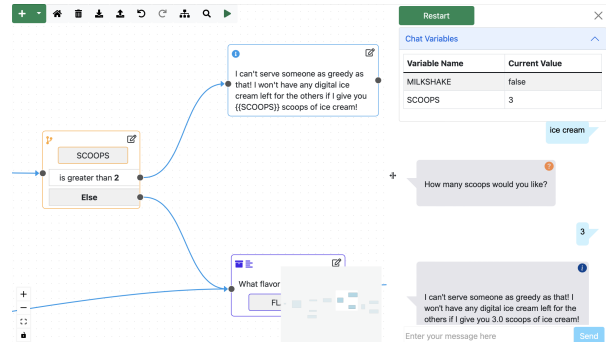 I can't serve someone as greedy as
that! I won't have any digital ice
cream left for the others if I give you
{{SCOOPS}} scoops of ice cream!
SCOOPS
is greater than 2
Else
What flavor
FL
Restart
Chat Variables
Variable Name Current Value
MILKSHAKE false
SCOOPS 3
ice cream
How many scoops would you like?
3
I can't serve someone as greedy as that! I
won't have any digital ice cream left for the
others if I give you 3.0 scoops of ice cream!
Enter your message here
Send